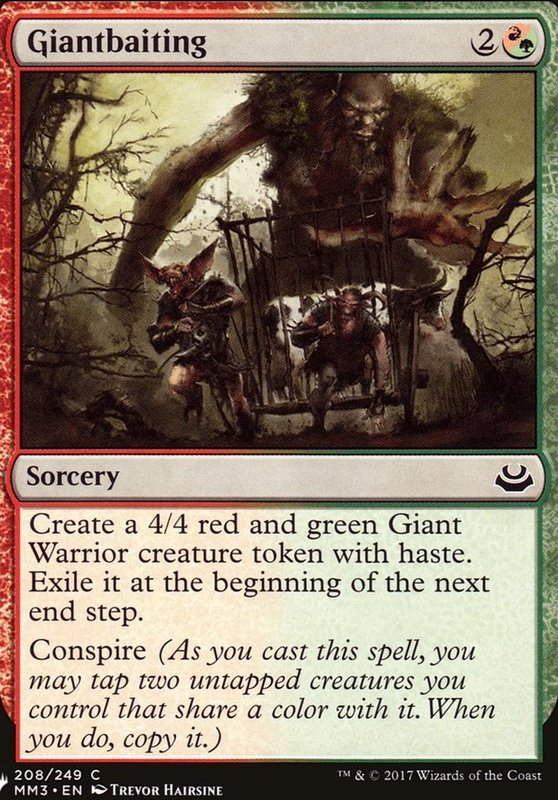 Giantbaiting 2
Sorcery
Create a 4/4 red and green Giant
Warrior creature token with haste.
Exile it at the beginning of the next
end step.
Conspire (As you cast this spell, you
may tap two untapped creatures you
control that share a color with it. When
you do, copy it.)
208/249 C
MM3 • EN Trevor Hairsine
™ & © 2017 Wizards of the Coast